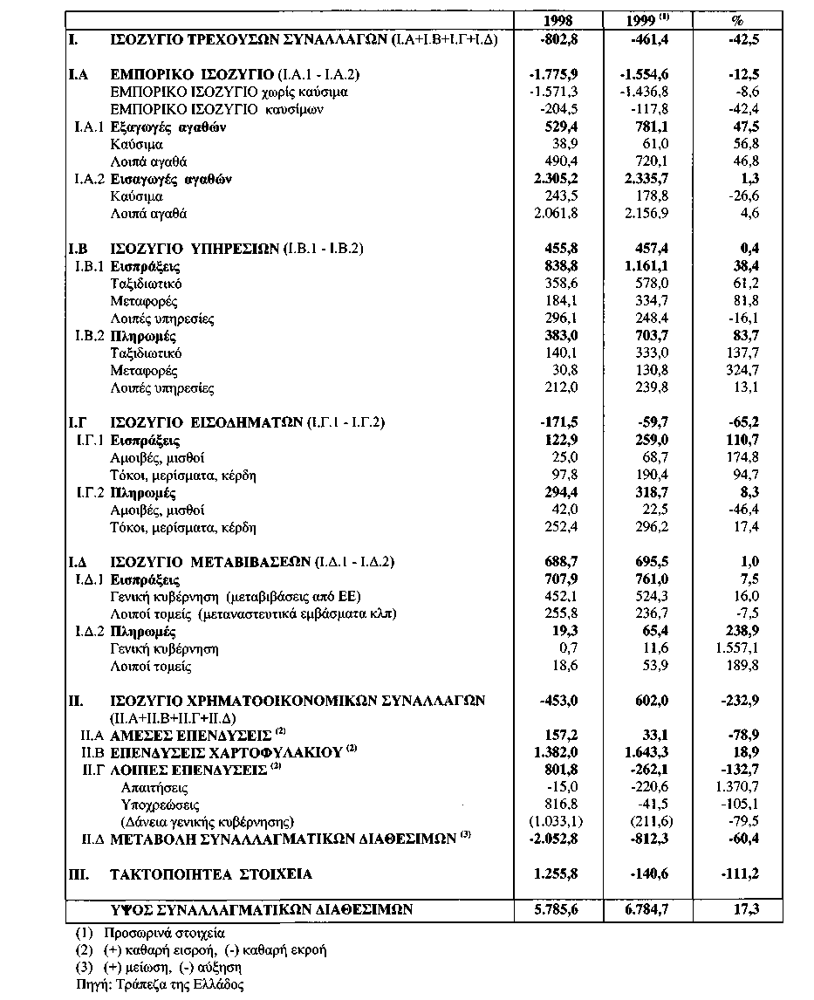 1998 1999 (1) %
I. ΙΣΟΖΥΓΙΟ ΤΡΕΧΟΥΣΩΝ ΣΥΝΑΛΛΑΓΩΝ (Ι.Α+Ι.Β+Ι.Γ+Ι.Δ) -802,8 -461,4 -42,5
I.A ΕΜΠΟΡΙΚΟ ΙΣΟΖΥΓΙΟ (Ι.Α.1 - Ι.Α.2) -1.775,9 -1.554,6 -12,5
ΕΜΠΟΡΙΚΟ ΙΣΟΖΥΓΙΟ χωρίς καύσιμα -1.571,3 -1.436,8 -8,6
ΕΜΠΟΡΙΚΟ ΙΣΟΖΥΓΙΟ καυσίμων -204,5 -117,8 -42,4
I.A.1 Εξαγωγές αγαθών 529,4 781,1 47,5
Καύσιμα 38,9 61,0 56,8
Λοιπά αγαθά 490,4 720,1 46,8
I.A.2 Εισαγωγές αγαθών 2.305,2 2.335,7 1,3
Καύσιμα 243,5 178,8 -26,6
Λοιπά αγαθά 2.061,8 2.156,9 4,6
I.B ΙΣΟΖΥΓΙΟ ΥΠΗΡΕΣΙΩΝ (Ι.Β.1 - Ι.Β.2) 455,8 457,4 0,4
I.B.1 Εισπράξεις 838,8 1.161,1 38,4
Ταξιδιωτικό 358,6 578,0 61,2
Μεταφορές 184,1 334,7 81,8
Λοιπές υπηρεσίες 296,1 248,4 -16,1
I.B.2 Πληρωμές 383,0 703,7 83,7
Ταξιδιωτικό 140,1 333,0 137,7
Μεταφορές 30,8 130,8 324,7
Λοιπές υπηρεσίες 212,0 239,8 13,1
I.Γ ΙΣΟΖΥΓΙΟ ΕΙΣΟΔΗΜΑΤΩΝ (Ι.Γ.1 - Ι.Γ.2) -171,5 -59,7 -65,2
I.Γ.1 Εισπράξεις 122,9 259,0 110,7
Αμοιβές, μισθοί 25,0 68,7 174,8
Τόκοι, μερίσματα, κέρδη 97,8 190,4 94,7
I.Γ.2 Πληρωμές 294,4 318,7 8,3
Αμοιβές, μισθοί 42,0 22,5 -46,4
Τόκοι, μερίσματα, κέρδη 252,4 296,2 17,4
I.Δ ΙΣΟΖΥΓΙΟ ΜΕΤΑΒΙΒΑΣΕΩΝ (Ι.Δ.1 - Ι.Δ.2) 688,7 695,5 1,0
I.Δ.1 Εισπράξεις 707,9 761,0 7,5
Γενική κυβέρνηση (μεταβιβάσεις από ΕΕ) 452,1 524,3 16,0
Λοιποί τομείς (μεταναστευτικά εμβάσματα κλπ) 255,8 236,7 -7,5
I.Δ.2 Πληρωμές 19,3 65,4 238,9
Γενική κυβέρνηση 0,7 11,6 1.557,1
Λοιποί τομείς 18,6 53,9 189,8
II. ΙΣΟΖΥΓΙΟ ΧΡΗΜΑΤΟΟΙΚΟΝΟΜΙΚΩΝ ΣΥΝΑΛΛΑΓΩΝ -453,0 602,0 -232,9
(ΙΙ.Α+ΙΙ.Β+ΙΙ.Γ+ΙΙ.Δ)
II.A ΑΜΕΣΕΣ ΕΠΕΝΔΥΣΕΙΣ (2) 157,2 33,1 -78,9
II.B ΕΠΕΝΔΥΣΕΙΣ ΧΑΡΤΟΦΥΛΑΚΙΟΥ (2) 1.382,0 1.643,3 18,9
II.Γ ΛΟΙΠΕΣ ΕΠΕΝΔΥΣΕΙΣ (2) 801,8 -262,1 -132,7
Απαιτήσεις -15,0 -220,6 1.370,7
Υποχρεώσεις 816,8 -41,5 -105,1
(Δάνεια γενικής κυβέρνησης) (1.033,1) (211,6) -79,5
II.Δ ΜΕΤΑΒΟΛΗ ΣΥΝΑΛΛΑΓΜΑΤΙΚΩΝ ΔΙΑΘΕΣΙΜΩΝ (3) -2.052,8 -812,3 -60,4
III. ΤΑΚΤΟΠΟΙΗΤΕΑ ΣΤΟΙΧΕΙΑ 1.255,8 -140,6 -111,2
ΥΨΟΣ ΣΥΝΑΛΛΑΓΜΑΤΙΚΩΝ ΔΙΑΘΕΣΙΜΩΝ 5.785,6 6.784,7 17,3
(1) Προσωρινά στοιχεία
(2) (+) καθαρή εισροή, (-) καθαρή εκροή
(3) (+) μείωση, (-) αύξηση
Πηγή: Τράπεζα της Ελλάδος